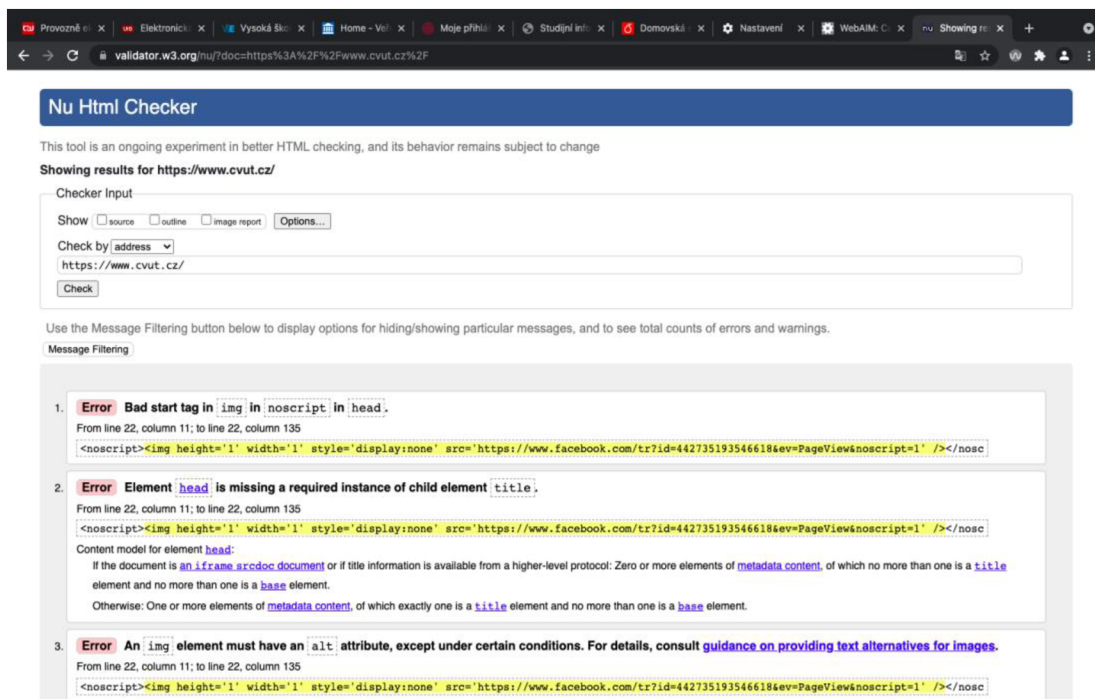 Provozně el
Elektronick
Vysoká ško
Home – Veř
Moje přihlá
Studijní info
Domovská
Nastavení
WebAIM: C
Showing re
validator.w3.org/nu/?doc=https%3A%2F%2Fwww.cvut.cz%2F
Nu Html Checker
This tool is an ongoing experiment in better HTML checking, and its behavior remains subject to change
Showing results for https://www.cvut.cz/
Checker Input
Show source outline image report Options...
Check by address
https://www.cvut.cz/
Check
Use the Message Filtering button below to display options for hiding/showing particular messages, and to see total counts of errors and warnings.
Message Filtering
1. Error Bad start tag in img in noscript in head.
From line 22, column 11; to line 22, column 135
<noscript><img height='1' width='1' style='display:none' src='https://www.facebook.com/tr?id=442735193546618&ev=PageView&noscript=1' /></nosc
2. Error Element head is missing a required instance of child element title.
From line 22, column 11; to line 22, column 135
<noscript><img height='1' width='1' style='display:none' src='https://www.facebook.com/tr?id=442735193546618&ev=PageView&noscript=1' /></nosc
Content model for element head:
If the document is an iframe srcdoc document or if title information is available from a higher-level protocol: Zero or more elements of metadata content, of which no more than one is a title
element and no more than one is a base element.
Otherwise: One or more elements of metadata content, of which exactly one is a title element and no more than one is a base element.
3. Error An img element must have an alt attribute, except under certain conditions. For details, consult guidance on providing text alternatives for images.
From line 22, column 11; to line 22, column 135
<noscript><img height='1' width='1' style='display:none' src='https://www.facebook.com/tr?id=442735193546618&ev=PageView&noscript=1' /></nosc